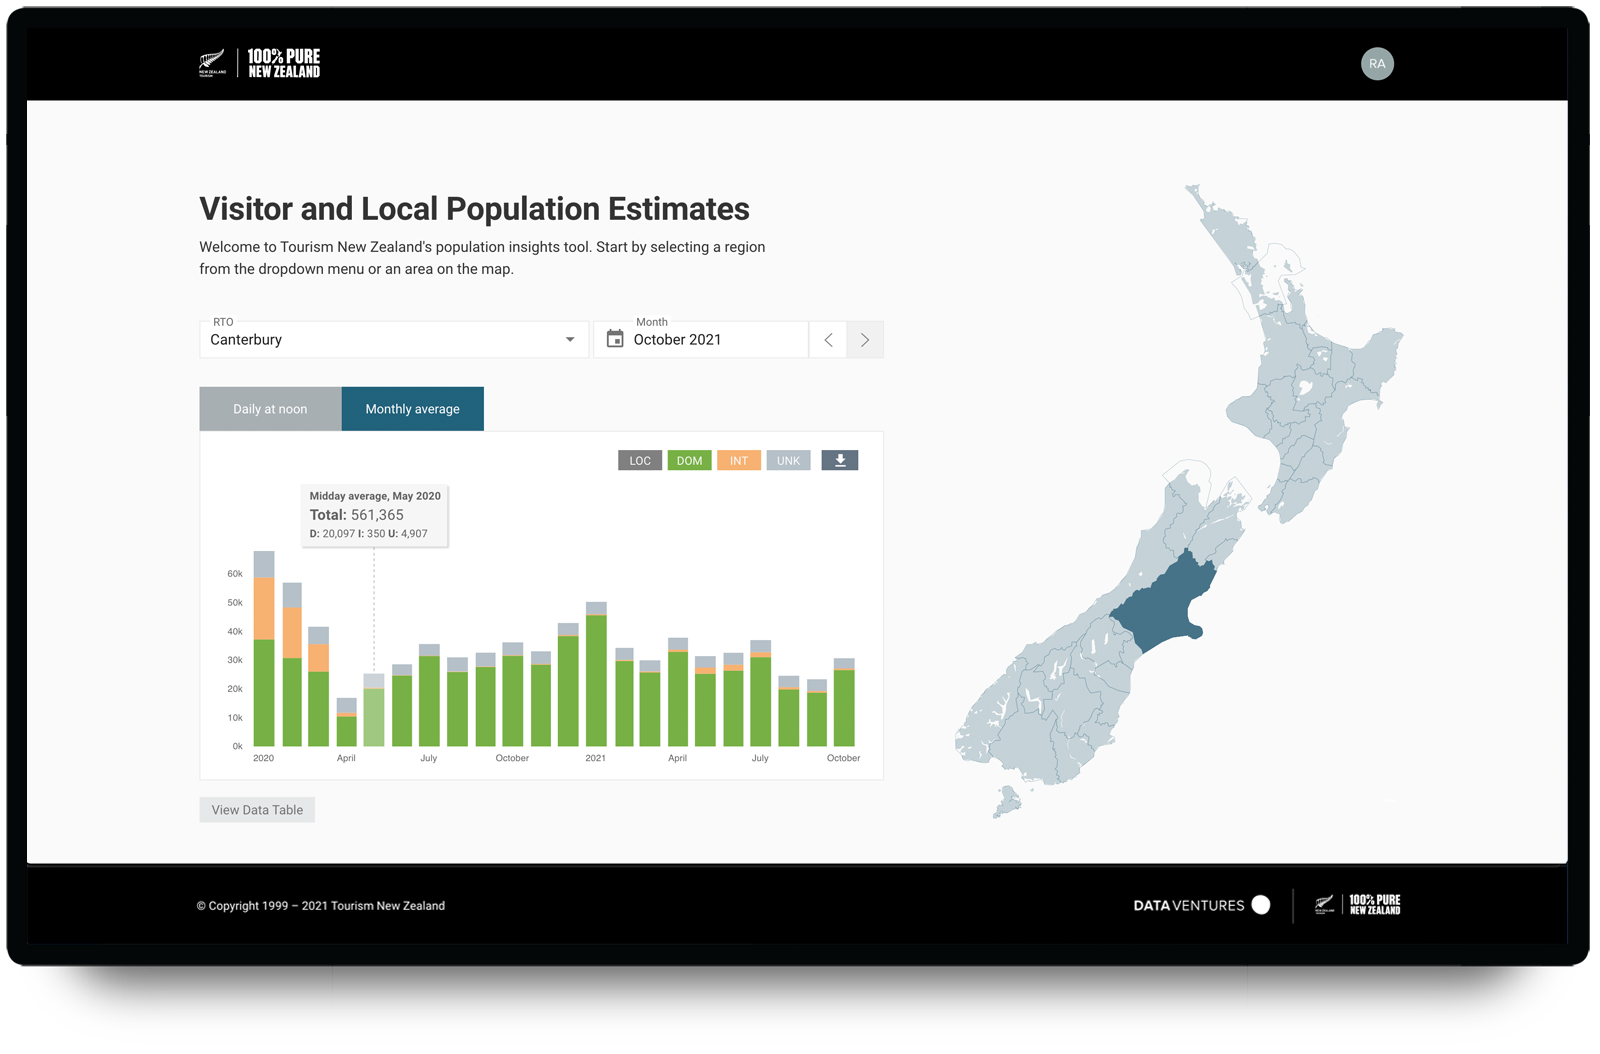 100% PURE
NEW ZEALAND
NEW ZEALAND
TOURISM
RA
Visitor and Local Population Estimates
Welcome to Tourism New Zealand's population insights tool. Start by selecting a region
from the dropdown menu or an area on the map.
RTO
Canterbury
Month
October 2021
Daily at noon
Monthly average
LOC DOM INT UNK
Midday average, May 2020
Total: 561,365
D: 20,097 I: 350 U: 4,907
60k
50k
40k
30k
20k
10k
0k
2020 April July October 2021 April July October
View Data Table
© Copyright 1999 – 2021 Tourism New Zealand
DATAVENTURES
100% PURE
NEW ZEALAND